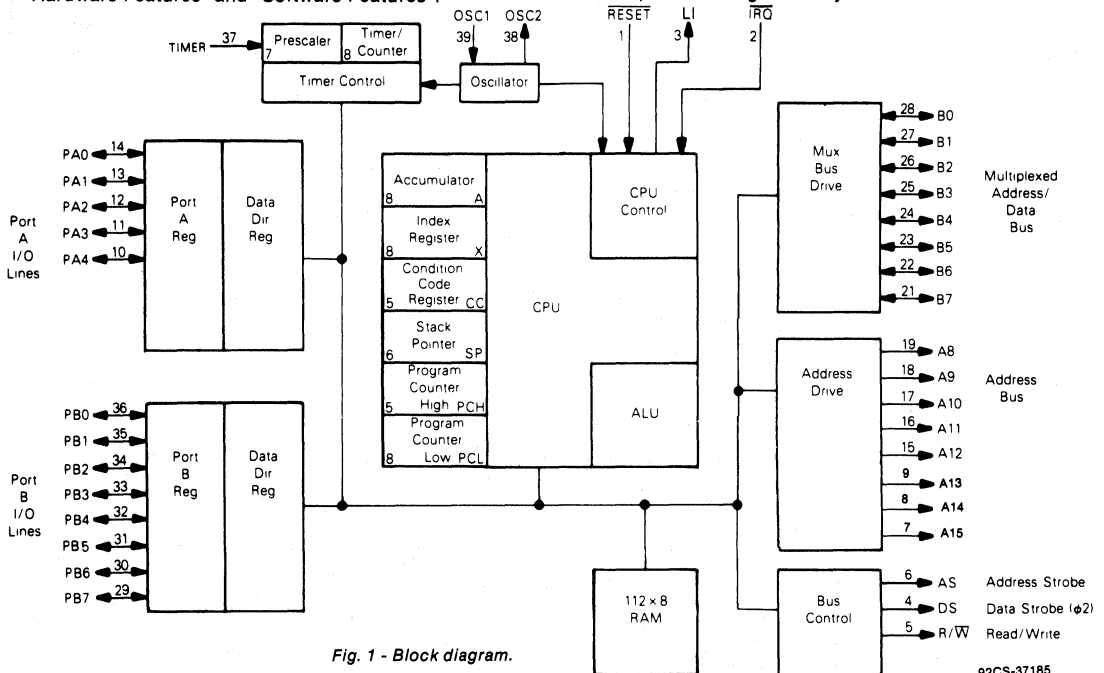 Hardware Features and Software Features
OSC1
OSC2
RESET
LI
IRQ
39
38
1
3
2
TIMER
37
Prescaler
7
Timer/
Counter
8
Timer Control
Oscillator
Port
A
I/O
Lines
PA0 14
PA1 13
PA2 12
PA3 11
PA4 10
Port
A
Reg
Data
Dir
Reg
Accumulator
8 A
Index
Register
8 X
Condition
Code
Register
5 CC
Stack
Pointer
6 SP
Program
Counter
High
5 PCH
Program
Counter
Low
8 PCL
CPU
CPU
Control
ALU
Mux
Bus
Drive
28 B0
27 B1
26 B2
25 B3
24 B4
23 B5
22 B6
21 B7
Multiplexed
Address/
Data
Bus
Port
B
I/O
Lines
PB0 36
PB1 35
PB2 34
PB3 33
PB4 32
PB5 31
PB6 30
PB7 29
Port
B
Reg
Data
Dir
Reg
Address
Drive
19 A8
18 A9
17 A10
16 A11
15 A12
9 A13
8 A14
7 A15
Address
Bus
112 × 8
RAM
Bus
Control
6 AS Address Strobe
4 DS Data Strobe (φ2)
5 R/W̅ Read/Write
Fig. 1 - Block diagram.
92CS-37185